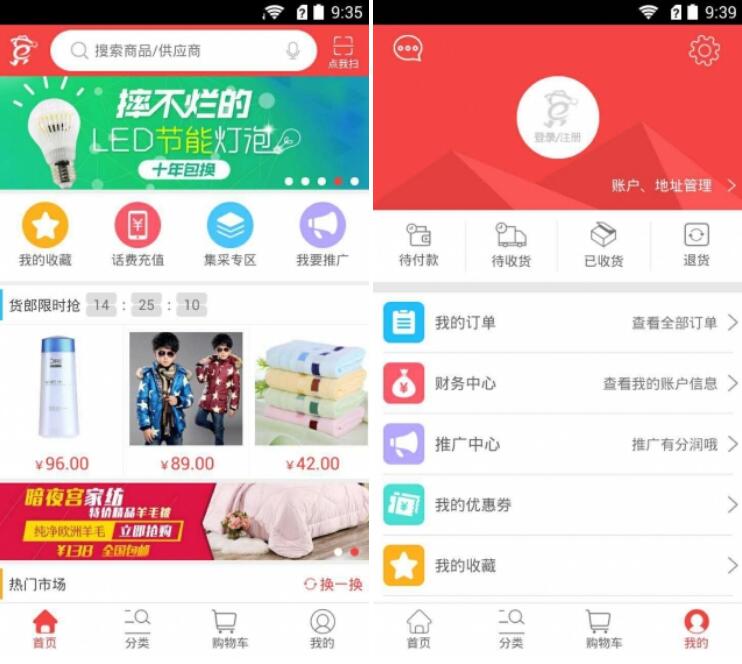 9:35
搜索商品/供应商
点我扫
摔不烂的
LED节能灯泡
十年包换
我的收藏
话费充值
集采专区
我要推广
货郎限时抢 14 : 25 : 10
¥96.00
¥89.00
¥42.00
暗夜宫家纺
特价精品羊毛被
纯净欧洲羊毛 立即抢购
¥138 全国包邮
热门市场
换一换
首页
分类
购物车
我的
9:39
登录/注册
账户、地址管理
待付款
待收货
已收货
退货
我的订单
查看全部订单
财务中心
查看我的账户信息
推广中心
推广有分润哦
我的优惠券
我的收藏
首页
分类
购物车
我的